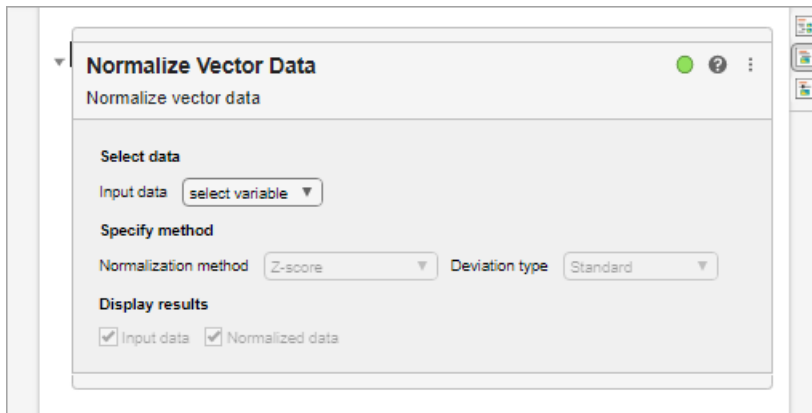 Normalize Vector Data
Normalize vector data
Select data
Input data select variable
Specify method
Normalization method Z-score Deviation type Standard
Display results
Input data Normalized data